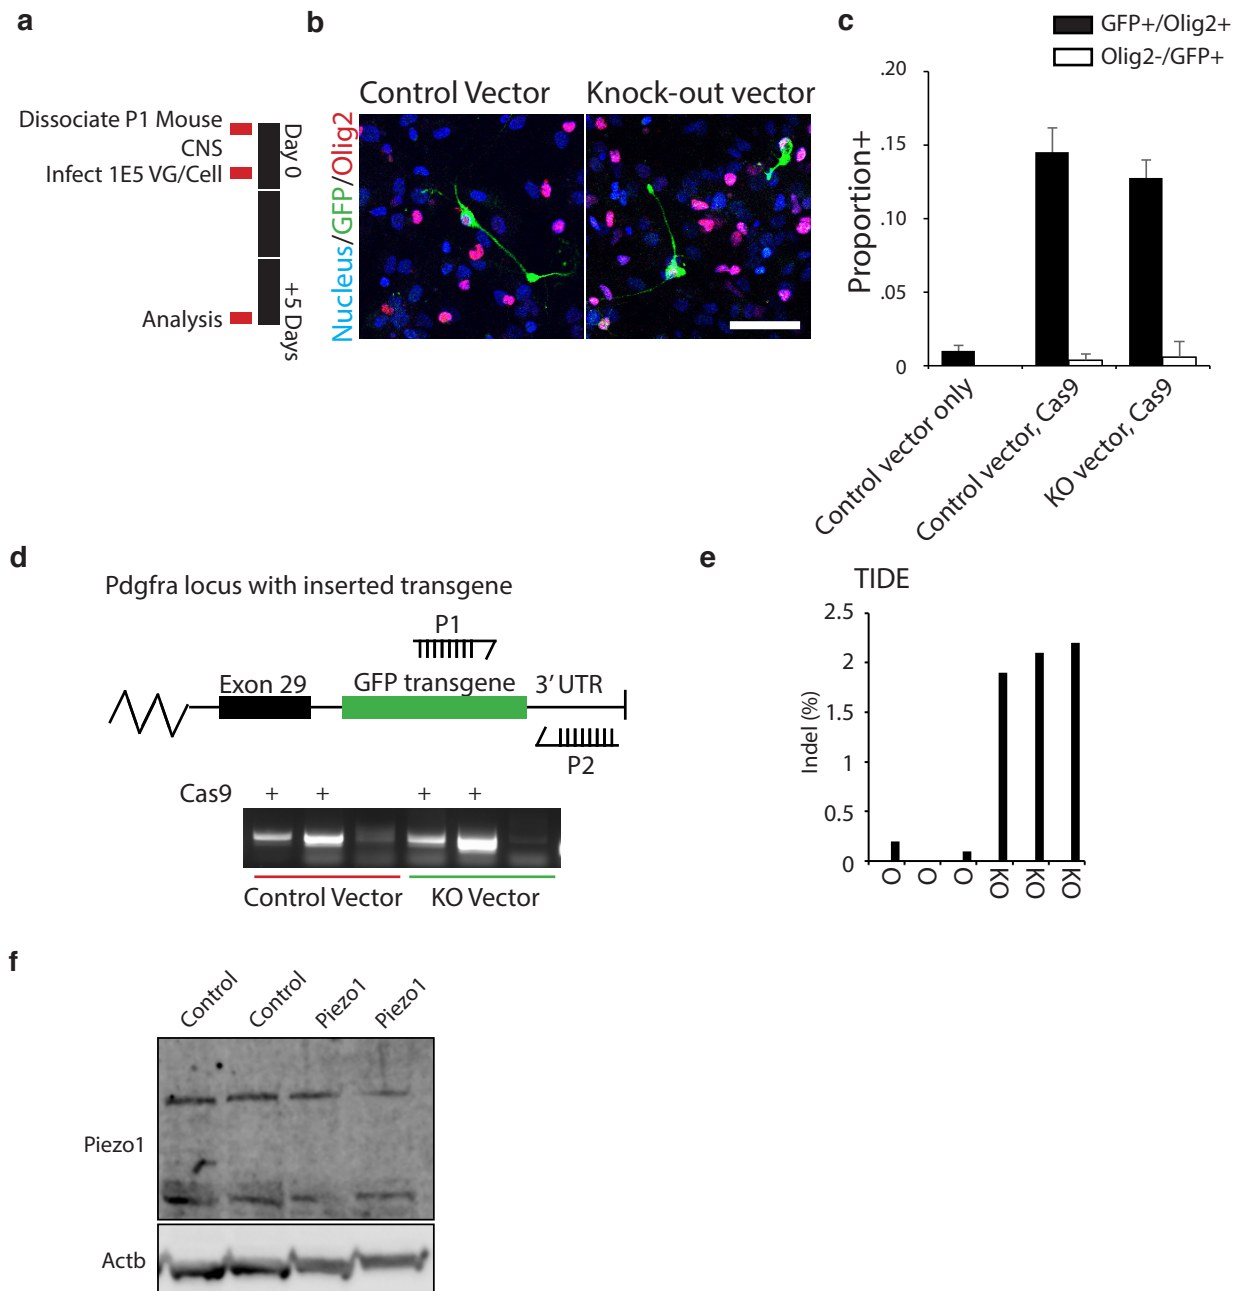 a
Dissociate P1 Mouse
CNS
Infect 1E5 VG/Cell
Analysis
Day 0
+5 Days
b
Control Vector
Knock-out vector
Nucleus/GFP/Olig2
c
GFP+/Olig2+
Olig2-/GFP+
Proportion+
.20
.15
.10
.05
0
Control vector only
Control vector, Cas9
KO vector, Cas9
d
Pdgfra locus with inserted transgene
P1
Exon 29
GFP transgene
3' UTR
P2
Cas9 + + + +
Control Vector
KO Vector
e
TIDE
Indel (%)
2.5
2
1.5
1
0.5
0
O
O
O
KO
KO
KO
f
Control
Control
Piezo1
Piezo1
Piezo1
Actb